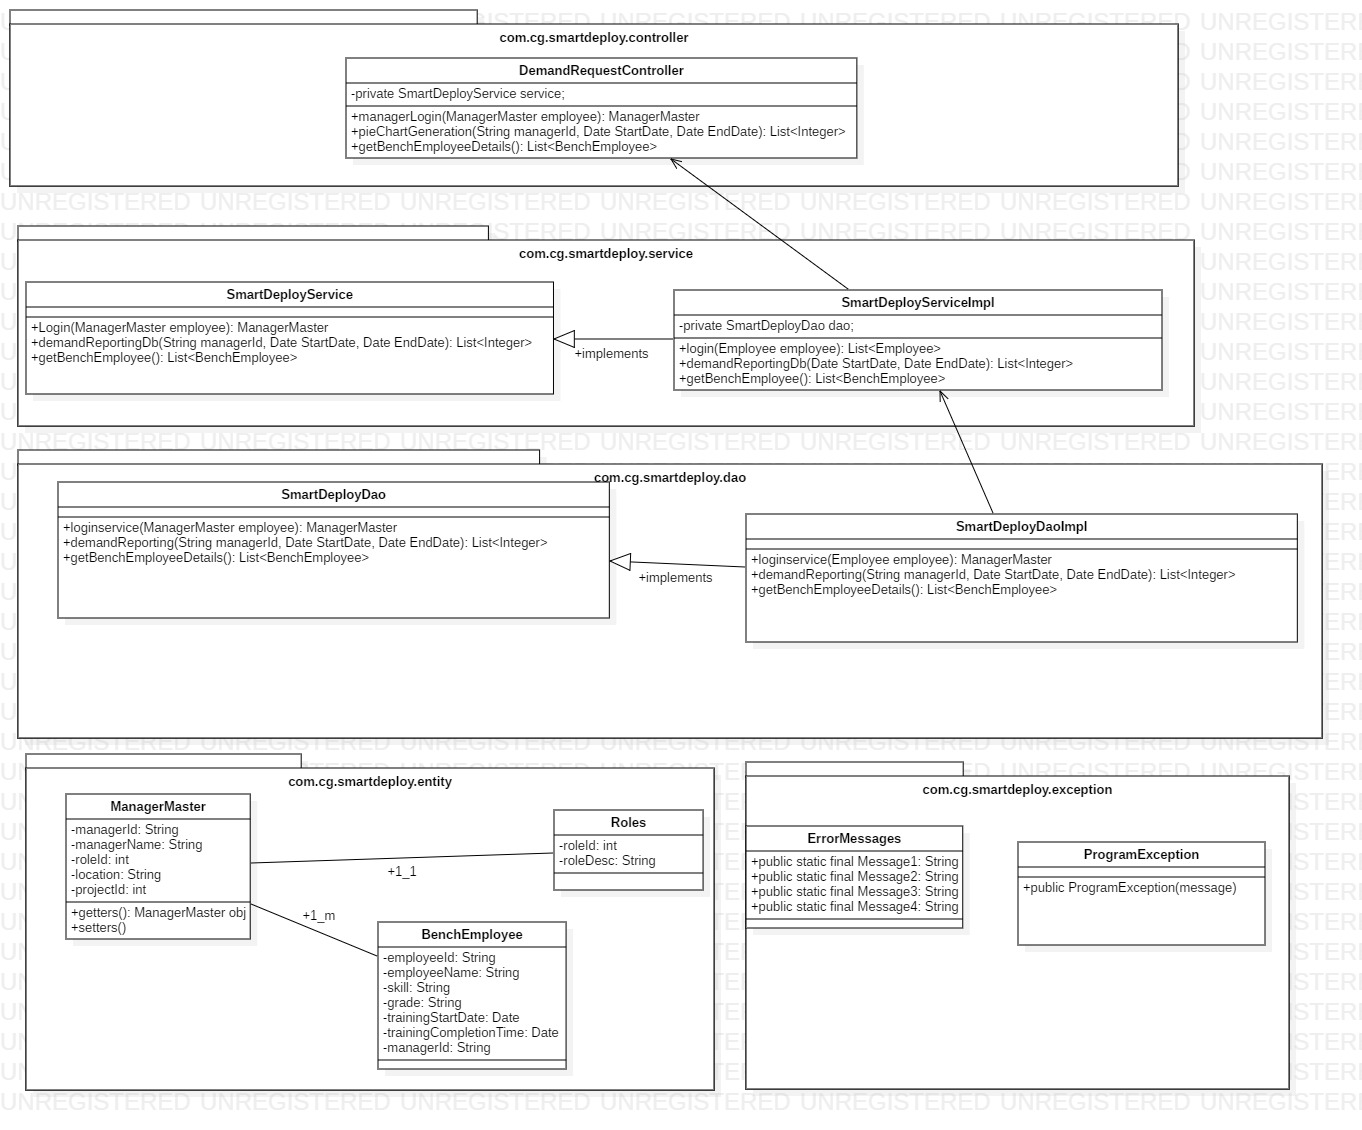 com.cg.smartdeploy.controller
DemandRequestController
-private SmartDeployService service;
+managerLogin(ManagerMaster employee): ManagerMaster
+pieChartGeneration(String managerId, Date StartDate, Date EndDate): List<Integer>
+getBenchEmployeeDetails(): List<BenchEmployee>
com.cg.smartdeploy.service
SmartDeployService
+Login(ManagerMaster employee): ManagerMaster
+demandReportingDb(String managerId, Date StartDate, Date EndDate): List<Integer>
+getBenchEmployee(): List<BenchEmployee>
+implements
SmartDeployServiceImpl
-private SmartDeployDao dao;
+login(Employee employee): List<Employee>
+demandReportingDb(Date StartDate, Date EndDate): List<Integer>
+getBenchEmployee(): List<BenchEmployee>
com.cg.smartdeploy.dao
SmartDeployDao
+loginservice(ManagerMaster employee): ManagerMaster
+demandReporting(String managerId, Date StartDate, Date EndDate): List<Integer>
+getBenchEmployeeDetails(): List<BenchEmployee>
+implements
SmartDeployDaoImpl
+loginservice(Employee employee): ManagerMaster
+demandReporting(String managerId, Date StartDate, Date EndDate): List<Integer>
+getBenchEmployeeDetails(): List<BenchEmployee>
com.cg.smartdeploy.entity
ManagerMaster
-managerId: String
-managerName: String
-roleId: int
-location: String
-projectId: int
+getters(): ManagerMaster obj
+setters()
+1_1
Roles
-roleId: int
-roleDesc: String
+1_m
BenchEmployee
-employeeId: String
-employeeName: String
-skill: String
-grade: String
-trainingStartDate: Date
-trainingCompletionTime: Date
-managerId: String
com.cg.smartdeploy.exception
ErrorMessages
+public static final Message1: String
+public static final Message2: String
+public static final Message3: String
+public static final Message4: String
ProgramException
+public ProgramException(message)
UNREGISTERED UNREGISTERED UNREGISTERED UNREGISTERED UNREGISTERED UNREGISTERED